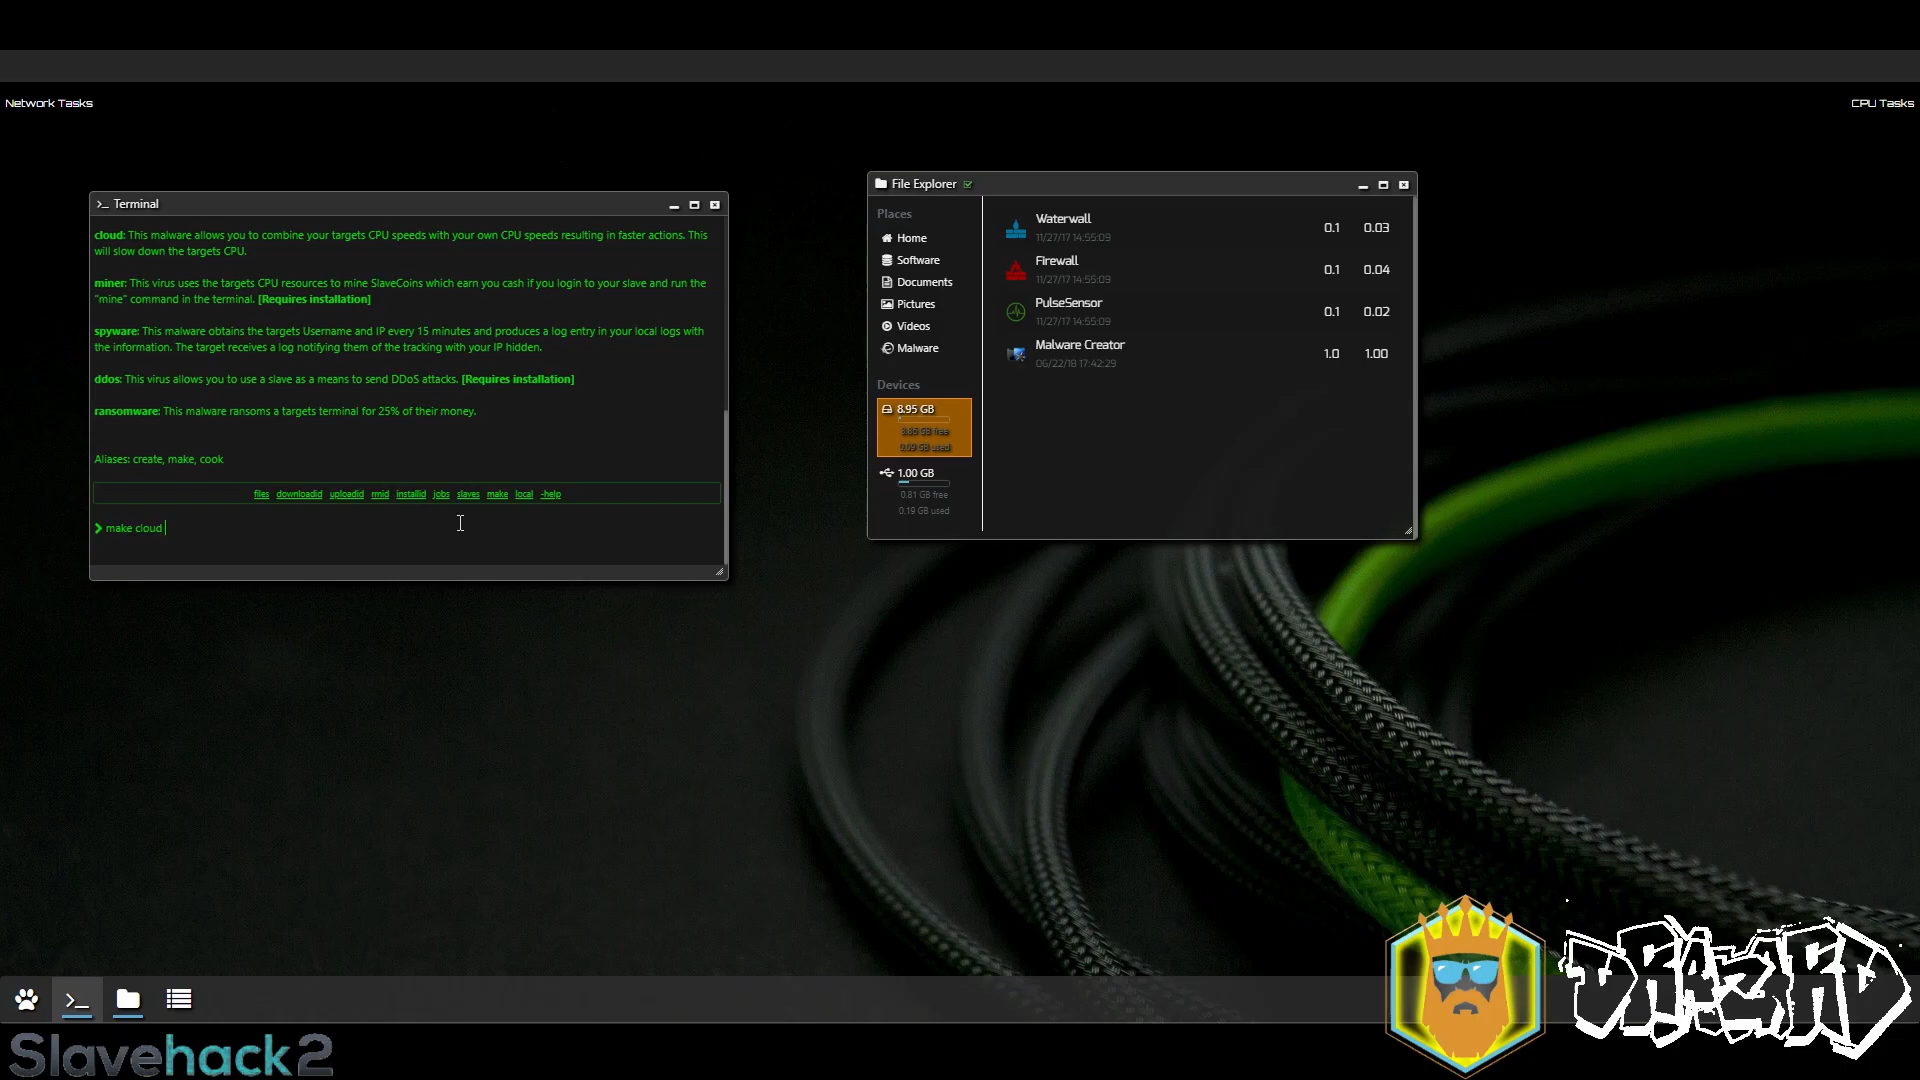 Network Tasks
CPU Tasks
>_ Terminal
cloud: This malware allows you to combine your targets CPU speeds with your own CPU speeds resulting in faster actions. This
will slow down the targets CPU.
miner: This virus uses the targets CPU resources to mine SlaveCoins which earn you cash if you login to your slave and run the
"mine" command in the terminal. [Requires installation]
spyware: This malware obtains the targets Username and IP every 15 minutes and produces a log entry in your local logs with
the information. The target receives a log notifying them of the tracking with your IP hidden.
ddos: This virus allows you to use a slave as a means to send DDoS attacks. [Requires installation]
ransomware: This malware ransoms a targets terminal for 25% of their money.
Aliases: create, make, cook
files downloadid uploadid rmid installid jobs slaves make local -help
make cloud
File Explorer
Places
Home
Software
Documents
Pictures
Videos
Malware
Devices
8.95 GB
8.86 GB free
0.09 GB used
1.00 GB
0.81 GB free
0.19 GB used
Waterwall 0.1 0.03
11/27/17 14:55:09
Firewall 0.1 0.04
11/27/17 14:55:09
PulseSensor 0.1 0.02
11/27/17 14:55:09
Malware Creator 1.0 1.00
06/22/18 17:42:29
Slavehack2